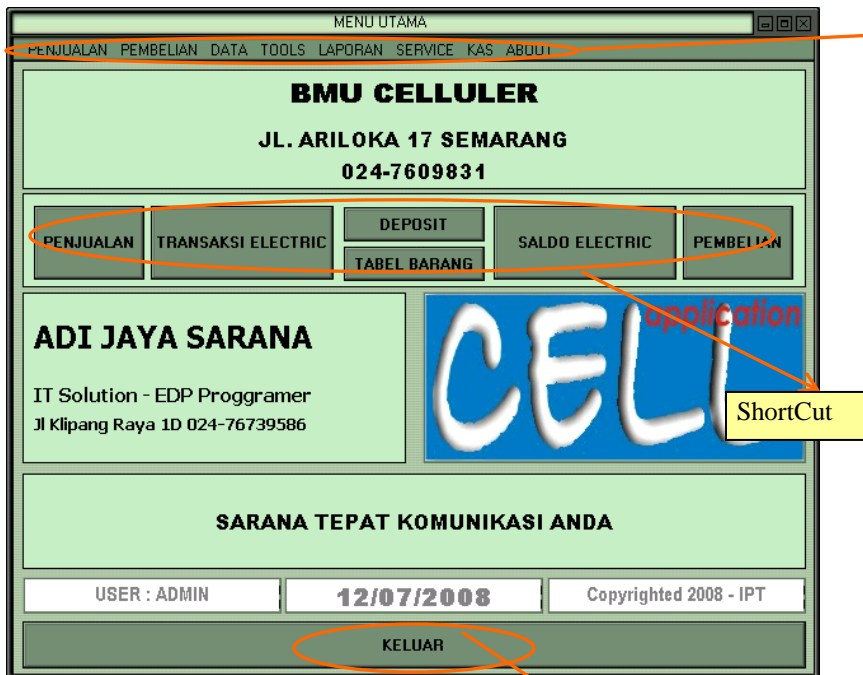 MENU UTAMA
PENJUALAN PEMBELIAN DATA TOOLS LAPORAN SERVICE KAS ABOUT
BMU CELLULER
JL. ARILOKA 17 SEMARANG
024-7609831
PENJUALAN
TRANSAKSI ELECTRIC
DEPOSIT
TABEL BARANG
SALDO ELECTRIC
PEMBELIAN
ADI JAYA SARANA
IT Solution - EDP Proggramer
Jl Klipang Raya 1D 024-76739586
CELL
application
ShortCut
SARANA TEPAT KOMUNIKASI ANDA
USER : ADMIN
12/07/2008
Copyrighted 2008 - IPT
KELUAR